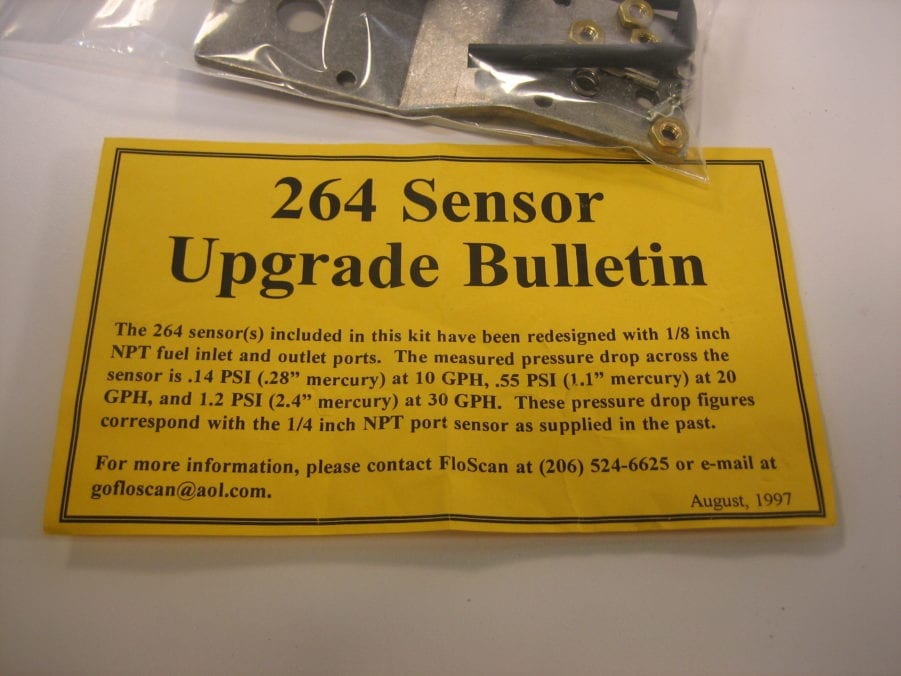 264 Sensor
Upgrade Bulletin
The 264 sensor(s) included in this kit have been redesigned with 1/8 inch
NPT fuel inlet and outlet ports. The measured pressure drop across the
sensor is .14 PSI (.28” mercury) at 10 GPH, .55 PSI (1.1” mercury) at 20
GPH, and 1.2 PSI (2.4” mercury) at 30 GPH. These pressure drop figures
correspond with the 1/4 inch NPT port sensor as supplied in the past.
For more information, please contact FloScan at (206) 524-6625 or e-mail at
gofloscan@aol.com.
August, 1997